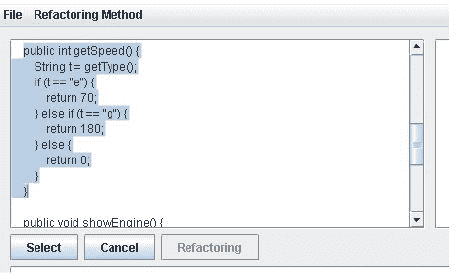 File Refactoring Method
public int getSpeed() {
String t = getType();
if (t == "e") {
return 70;
} else if (t == "g") {
return 180;
} else {
return 0;
}
}
public void showEngine() {
Select Cancel Refactoring